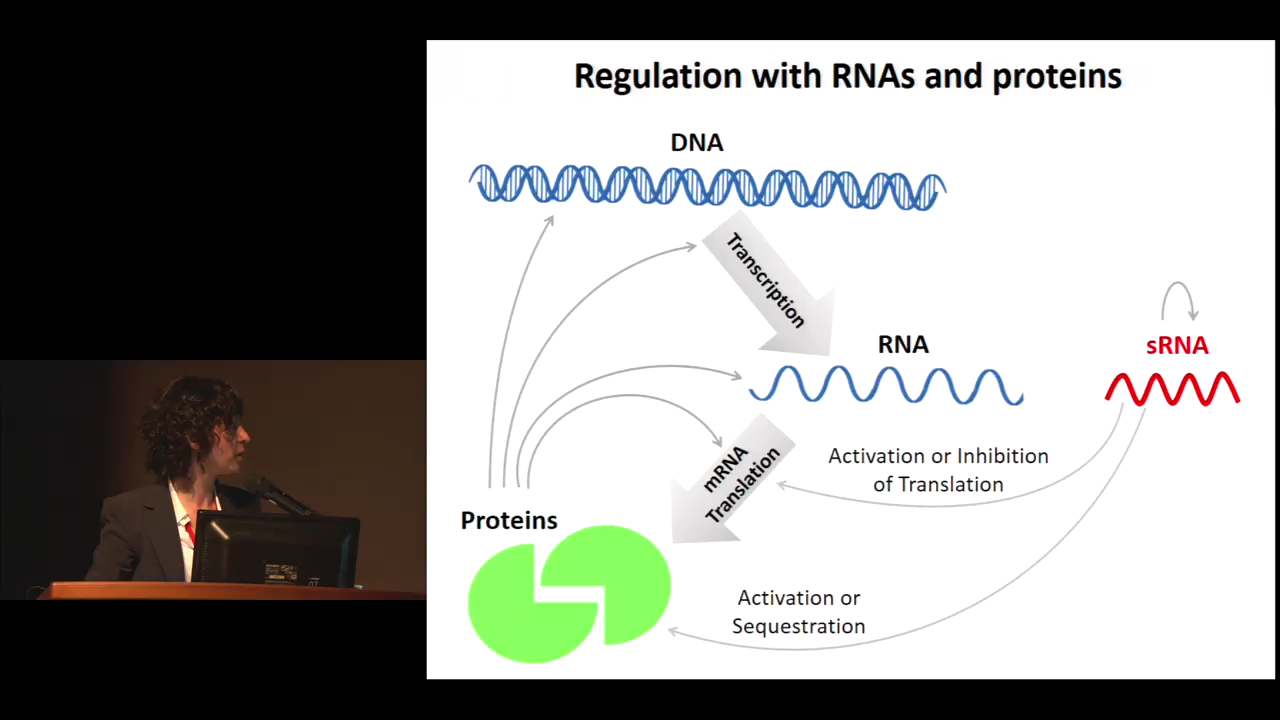 Regulation with RNAs and proteins
DNA
Transcription
RNA
sRNA
mRNA
Translation
Activation or Inhibition
of Translation
Proteins
Activation or
Sequestration